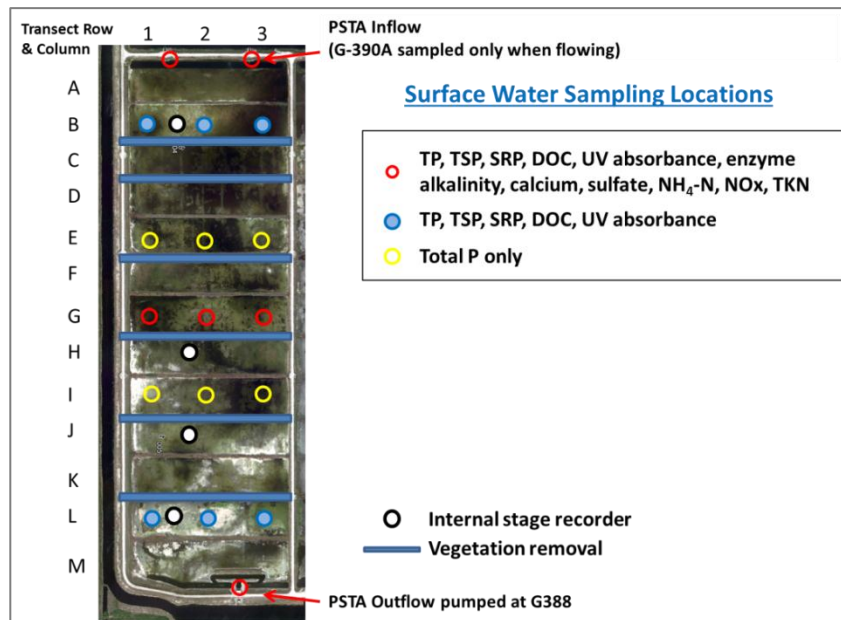 Transect Row
& Column
1 2 3
PSTA Inflow
(G-390A sampled only when flowing)
Surface Water Sampling Locations
A
B
C
D
E
F
G
H
I
J
K
L
M
TP, TSP, SRP, DOC, UV absorbance, enzyme
alkalinity, calcium, sulfate, NH₄-N, NOx, TKN
TP, TSP, SRP, DOC, UV absorbance
Total P only
Internal stage recorder
Vegetation removal
PSTA Outflow pumped at G388